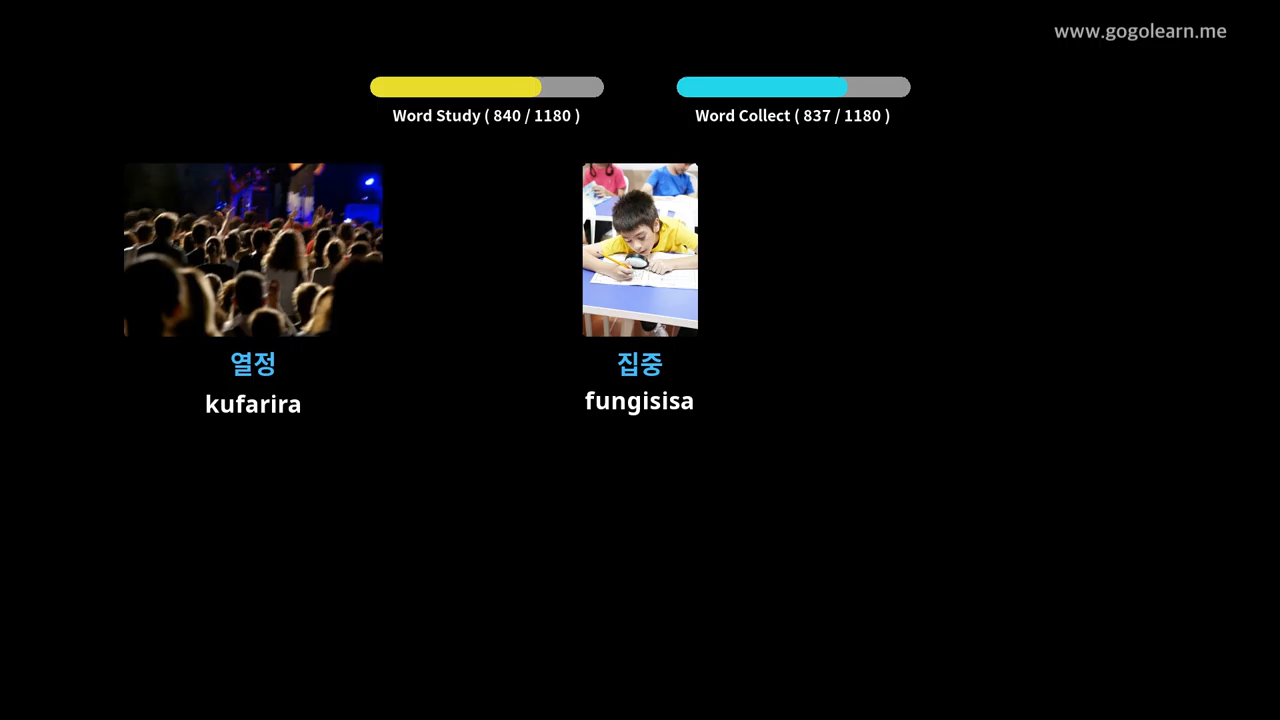 www.gogolearn.me
Word Study ( 840 / 1180 )
Word Collect ( 837 / 1180 )
열정
kufarira
집중
fungisisa